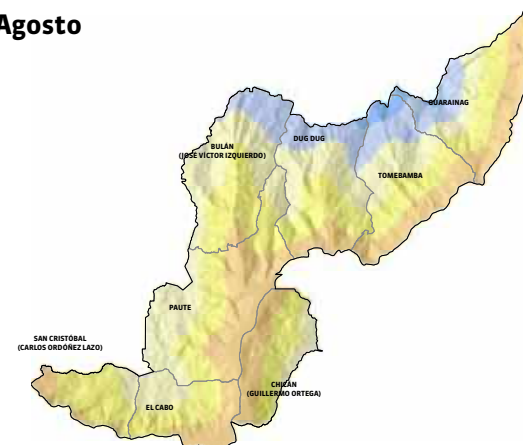 Agosto
GUARAINAG
DUG DUG
BULÁN
(JOSÉ VÍCTOR IZQUIERDO)
TOMEBAMBA
PAUTE
SAN CRISTÓBAL
(CARLOS ORDÓÑEZ LAZO)
CHICÁN
(GUILLERMO ORTEGA)
EL CABO